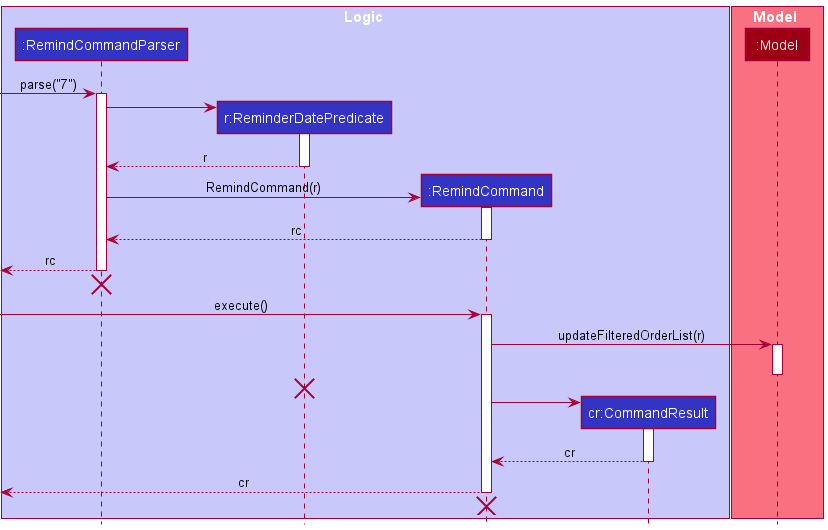 Logic
Model
:RemindCommandParser
:Model
parse("7")
r:ReminderDatePredicate
r
:RemindCommand
RemindCommand(r)
rc
rc
execute()
updateFilteredOrderList(r)
cr:CommandResult
cr
cr